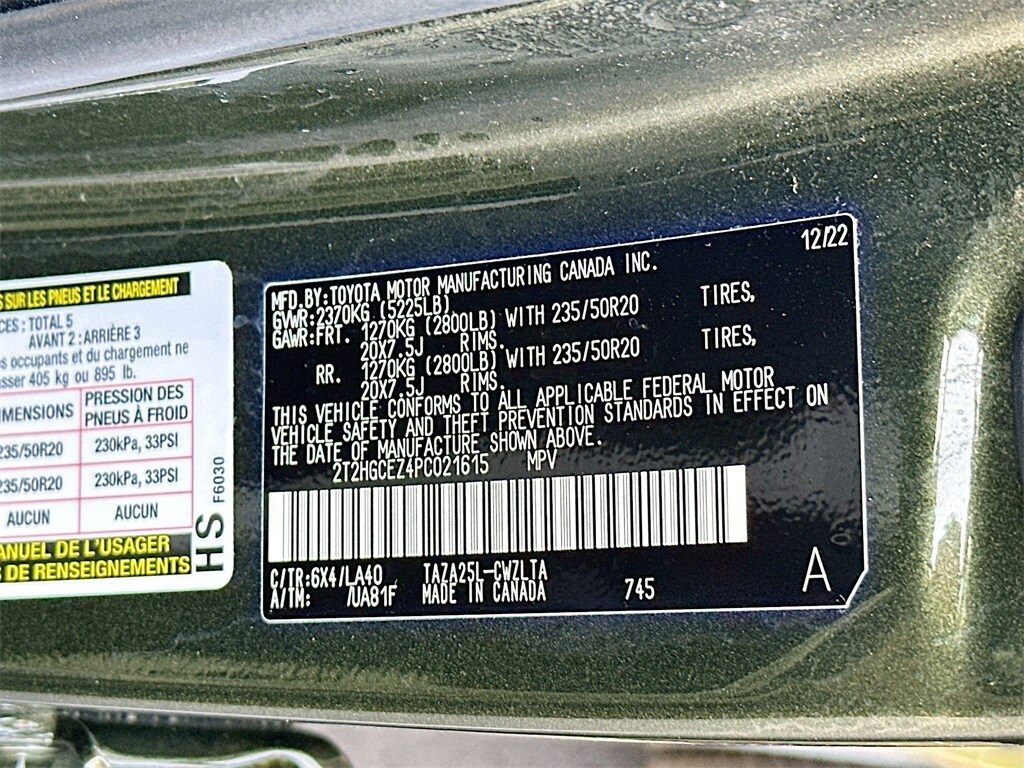 S SUR LES PNEUS ET LE CHARGEMENT
CES : TOTAL 5
AVANT 2 : ARRIÈRE 3
occupants et du chargement ne
sser 405 kg ou 895 lb.
IMENSIONS PRESSION DES
PNEUS À FROID
235/50R20 230kPa, 33PSI
235/50R20 230kPa, 33PSI
AUCUN AUCUN
ANUEL DE L'USAGER
S DE RENSEIGNEMENTS
HS F6030
12/22
MFD.BY:TOYOTA MOTOR MANUFACTURING CANADA INC.
GVWR:2370KG (5225LB)
GAWR:FRT. 1270KG (2800LB) WITH 235/50R20 TIRES,
20X7.5J RIMS.
RR. 1270KG (2800LB) WITH 235/50R20 TIRES,
20X7.5J RIMS.
THIS VEHICLE CONFORMS TO ALL APPLICABLE FEDERAL MOTOR
VEHICLE SAFETY AND THEFT PREVENTION STANDARDS IN EFFECT ON
THE DATE OF MANUFACTURE SHOWN ABOVE.
2T2HGCEZ4PC021615 MPV
C/TR:6X4/LA40 TAZA25L-CWZLTA
A/TM: /UA81F MADE IN CANADA 745
A